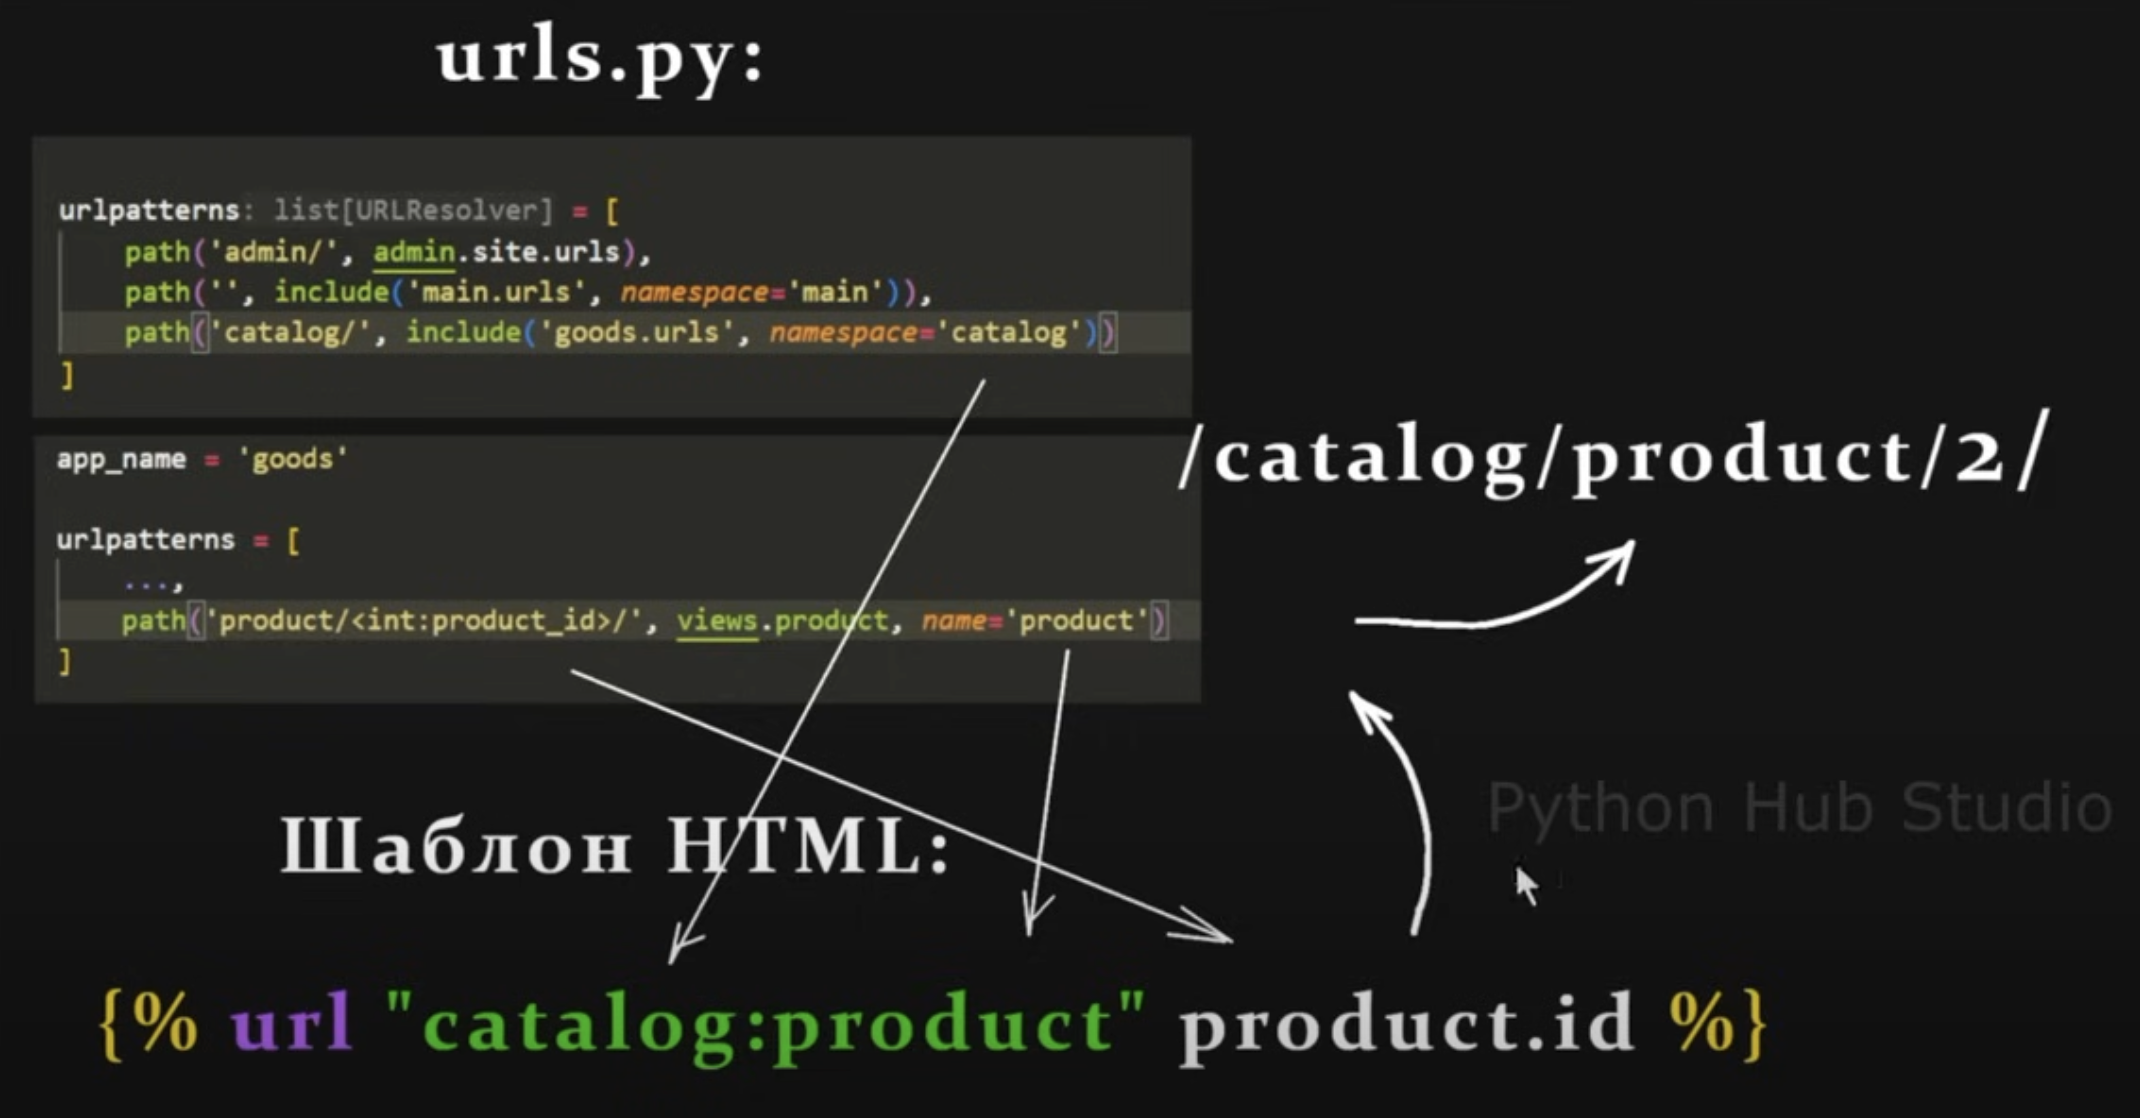 urls.py:
urlpatterns: list[URLResolver] = [
path('admin/', admin.site.urls),
path('', include('main.urls', namespace='main')),
path('catalog/', include('goods.urls', namespace='catalog'))
]
app_name = 'goods'
urlpatterns = [
...,
path('product/<int:product_id>/', views.product, name='product')
]
/catalog/product/2/
Python Hub Studio
Шаблон HTML:
{% url "catalog:product" product.id %}